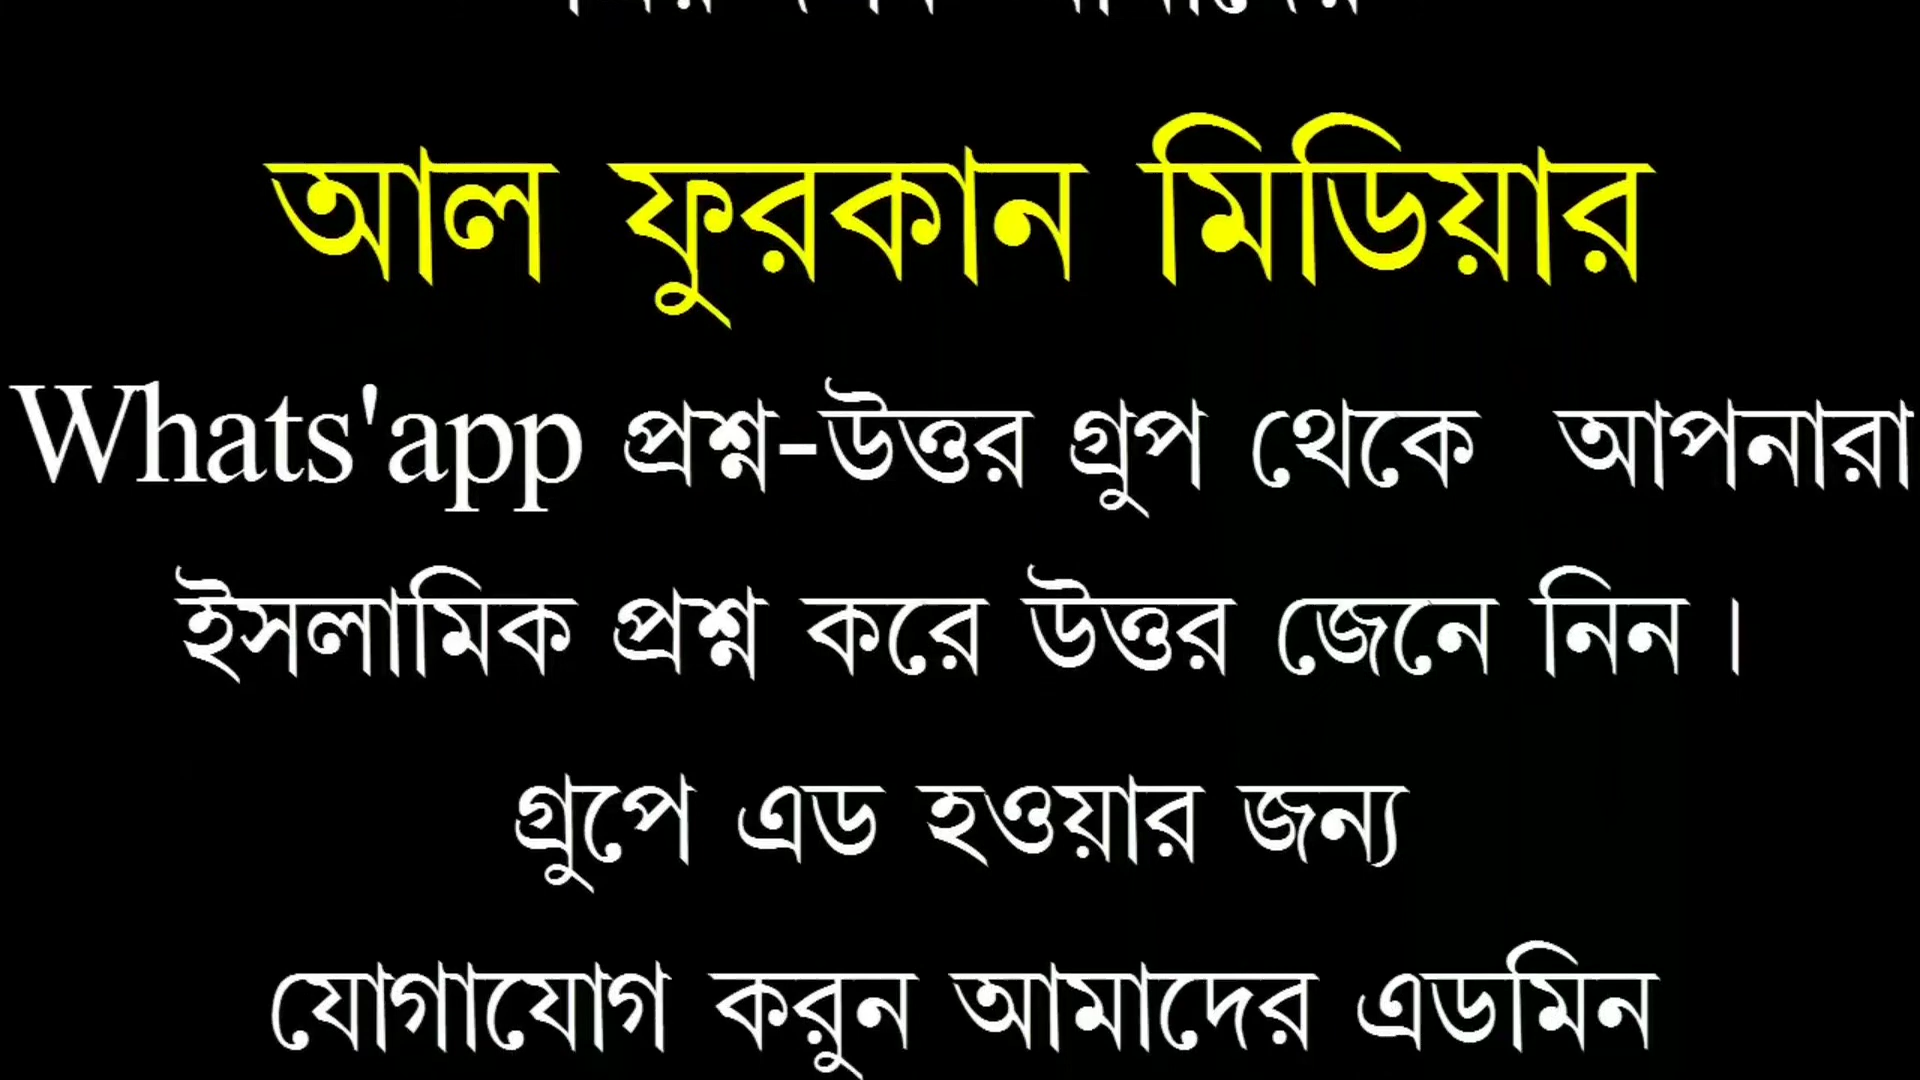 আল ফুরকান মিডিয়ার
Whats'app প্রশ্ন-উত্তর গ্রুপ থেকে আপনারা
ইসলামিক প্রশ্ন করে উত্তর জেনে নিন।
গ্রুপে এড হওয়ার জন্য
যোগাযোগ করুন আমাদের এডমিন